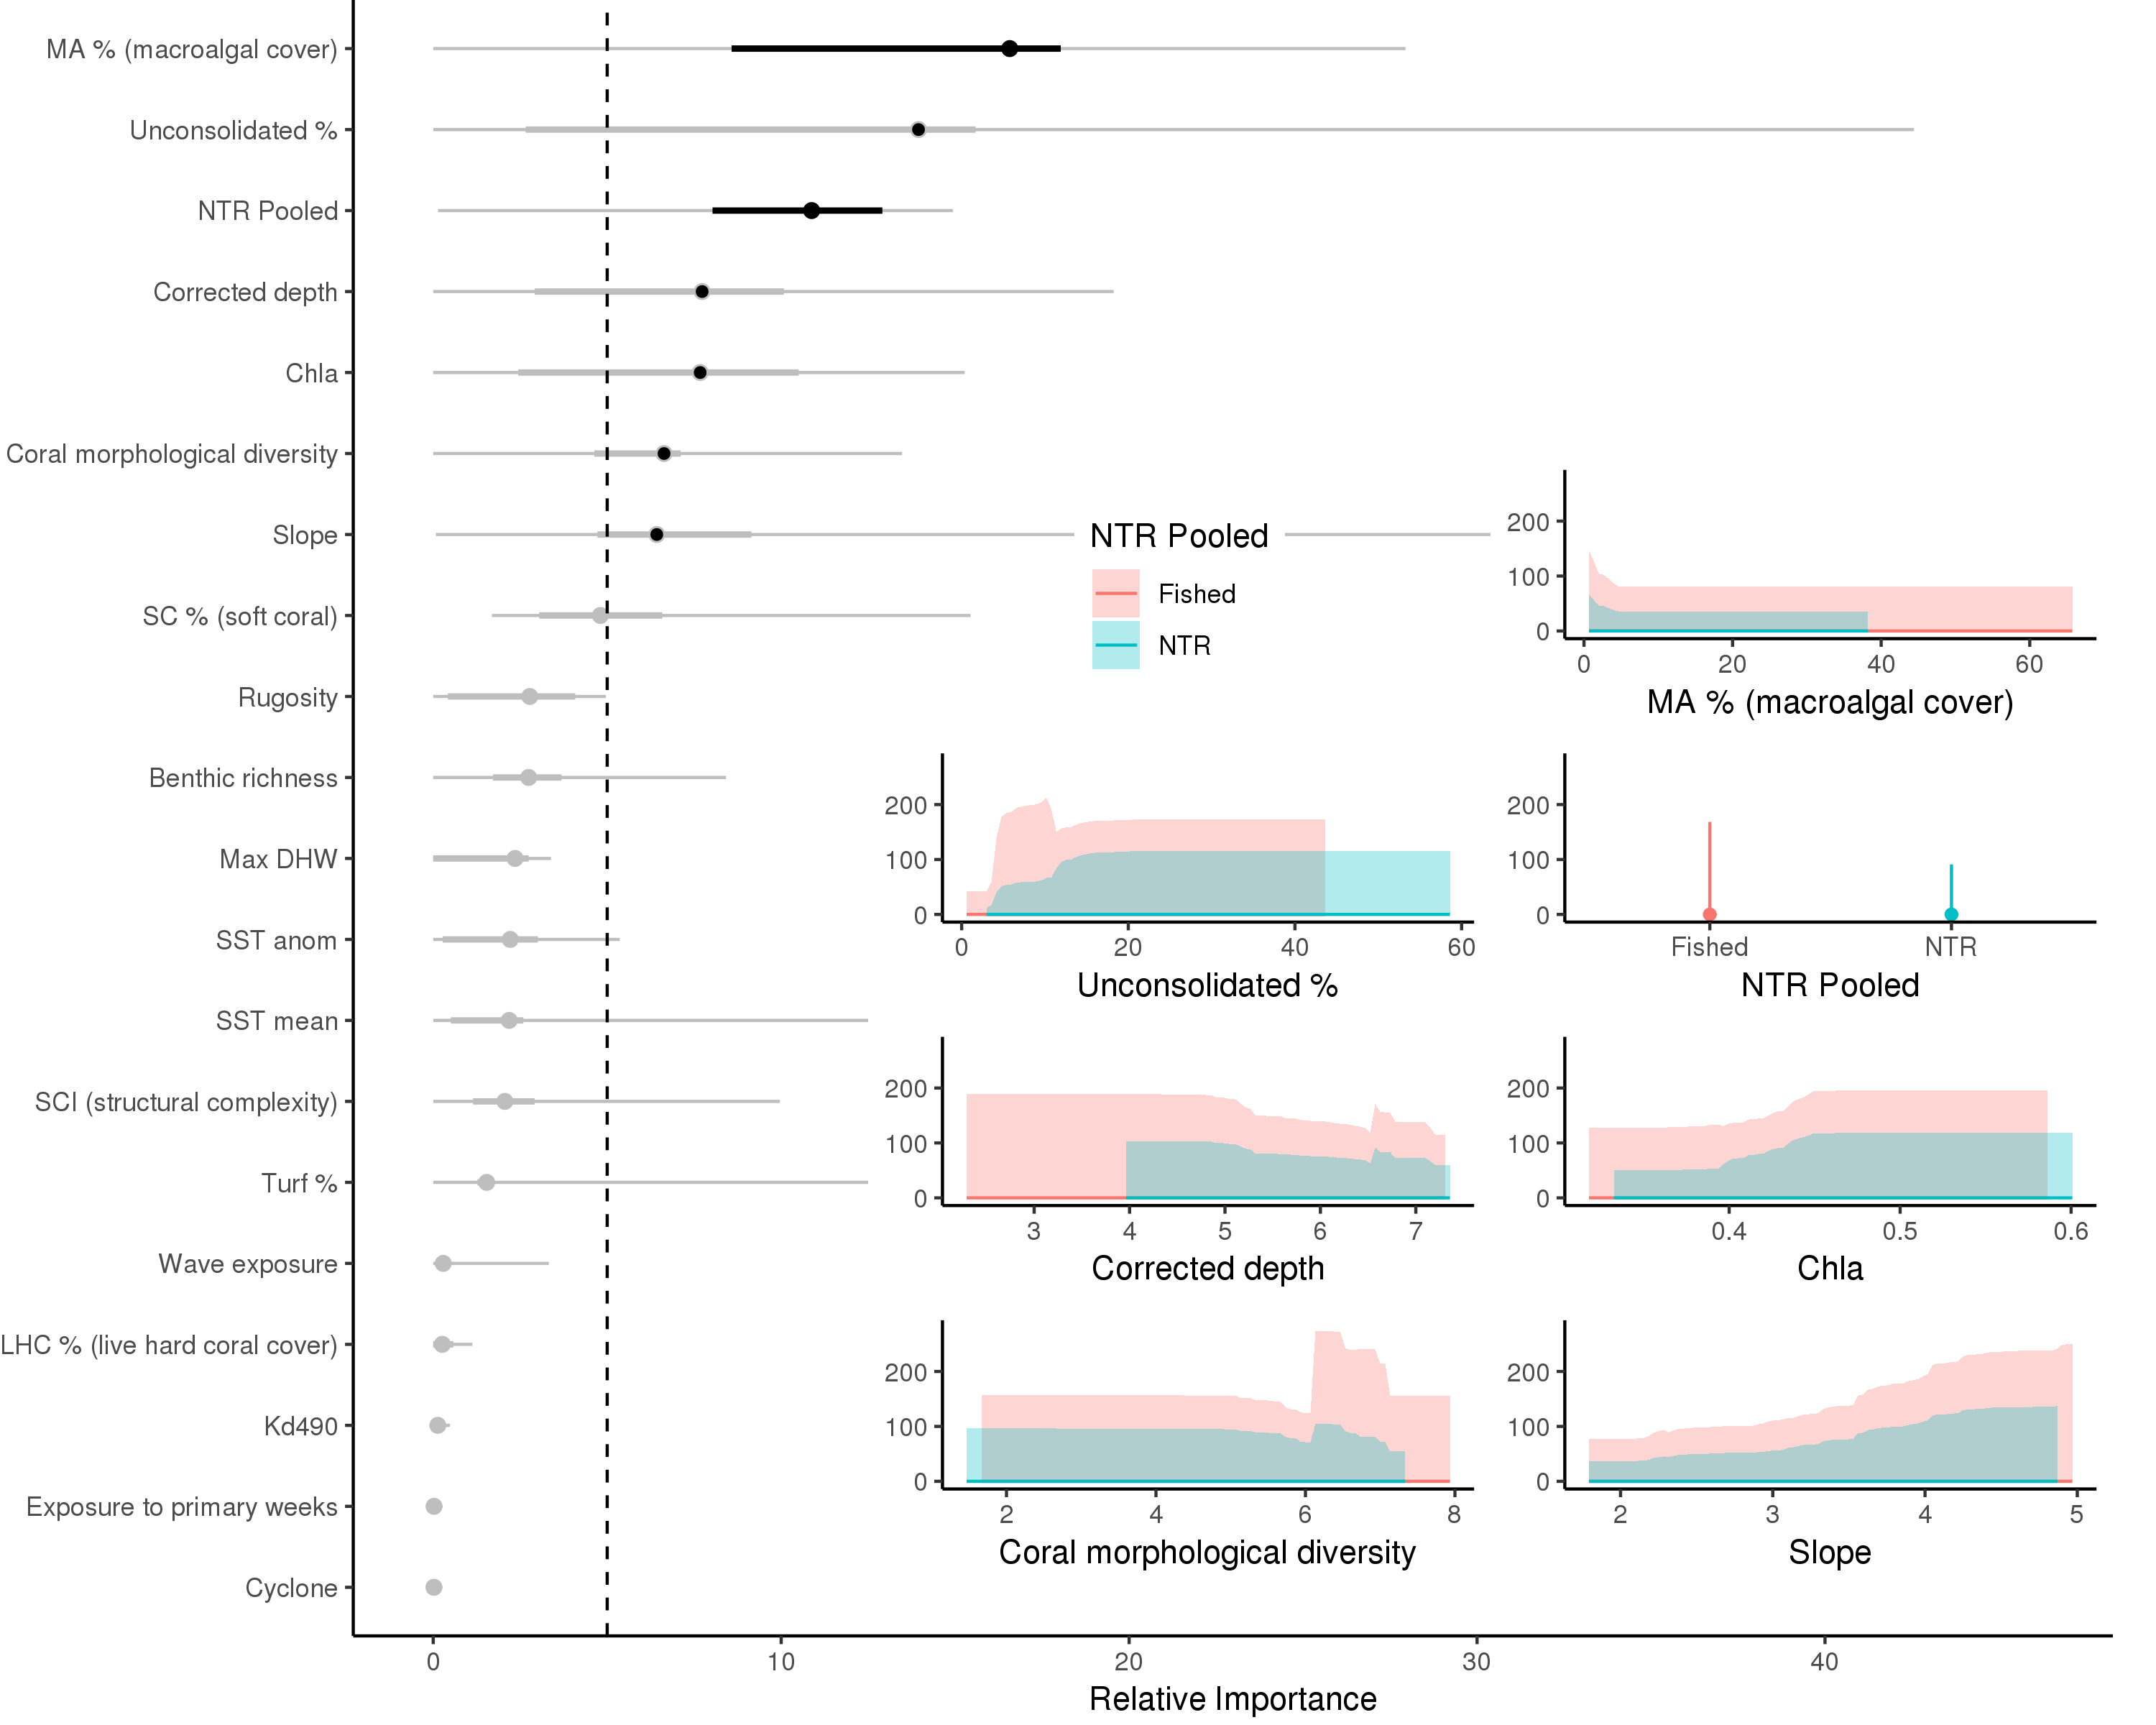 MA % (macroalgal cover)
Unconsolidated %
NTR Pooled
Corrected depth
Chla
Coral morphological diversity
Slope
SC % (soft coral)
Rugosity
Benthic richness
Max DHW
SST anom
SST mean
SCI (structural complexity)
Turf %
Wave exposure
LHC % (live hard coral cover)
Kd490
Exposure to primary weeks
Cyclone
0 10 20 30 40
Relative Importance
NTR Pooled
Fished
NTR
200
100
0
0 20 40 60
MA % (macroalgal cover)
200
100
0
0 20 40 60
Unconsolidated %
200
100
0
Fished NTR
NTR Pooled
200
100
0
3 4 5 6 7
Corrected depth
200
100
0
0.4 0.5 0.6
Chla
200
100
0
2 4 6 8
Coral morphological diversity
200
100
0
2 3 4 5
Slope